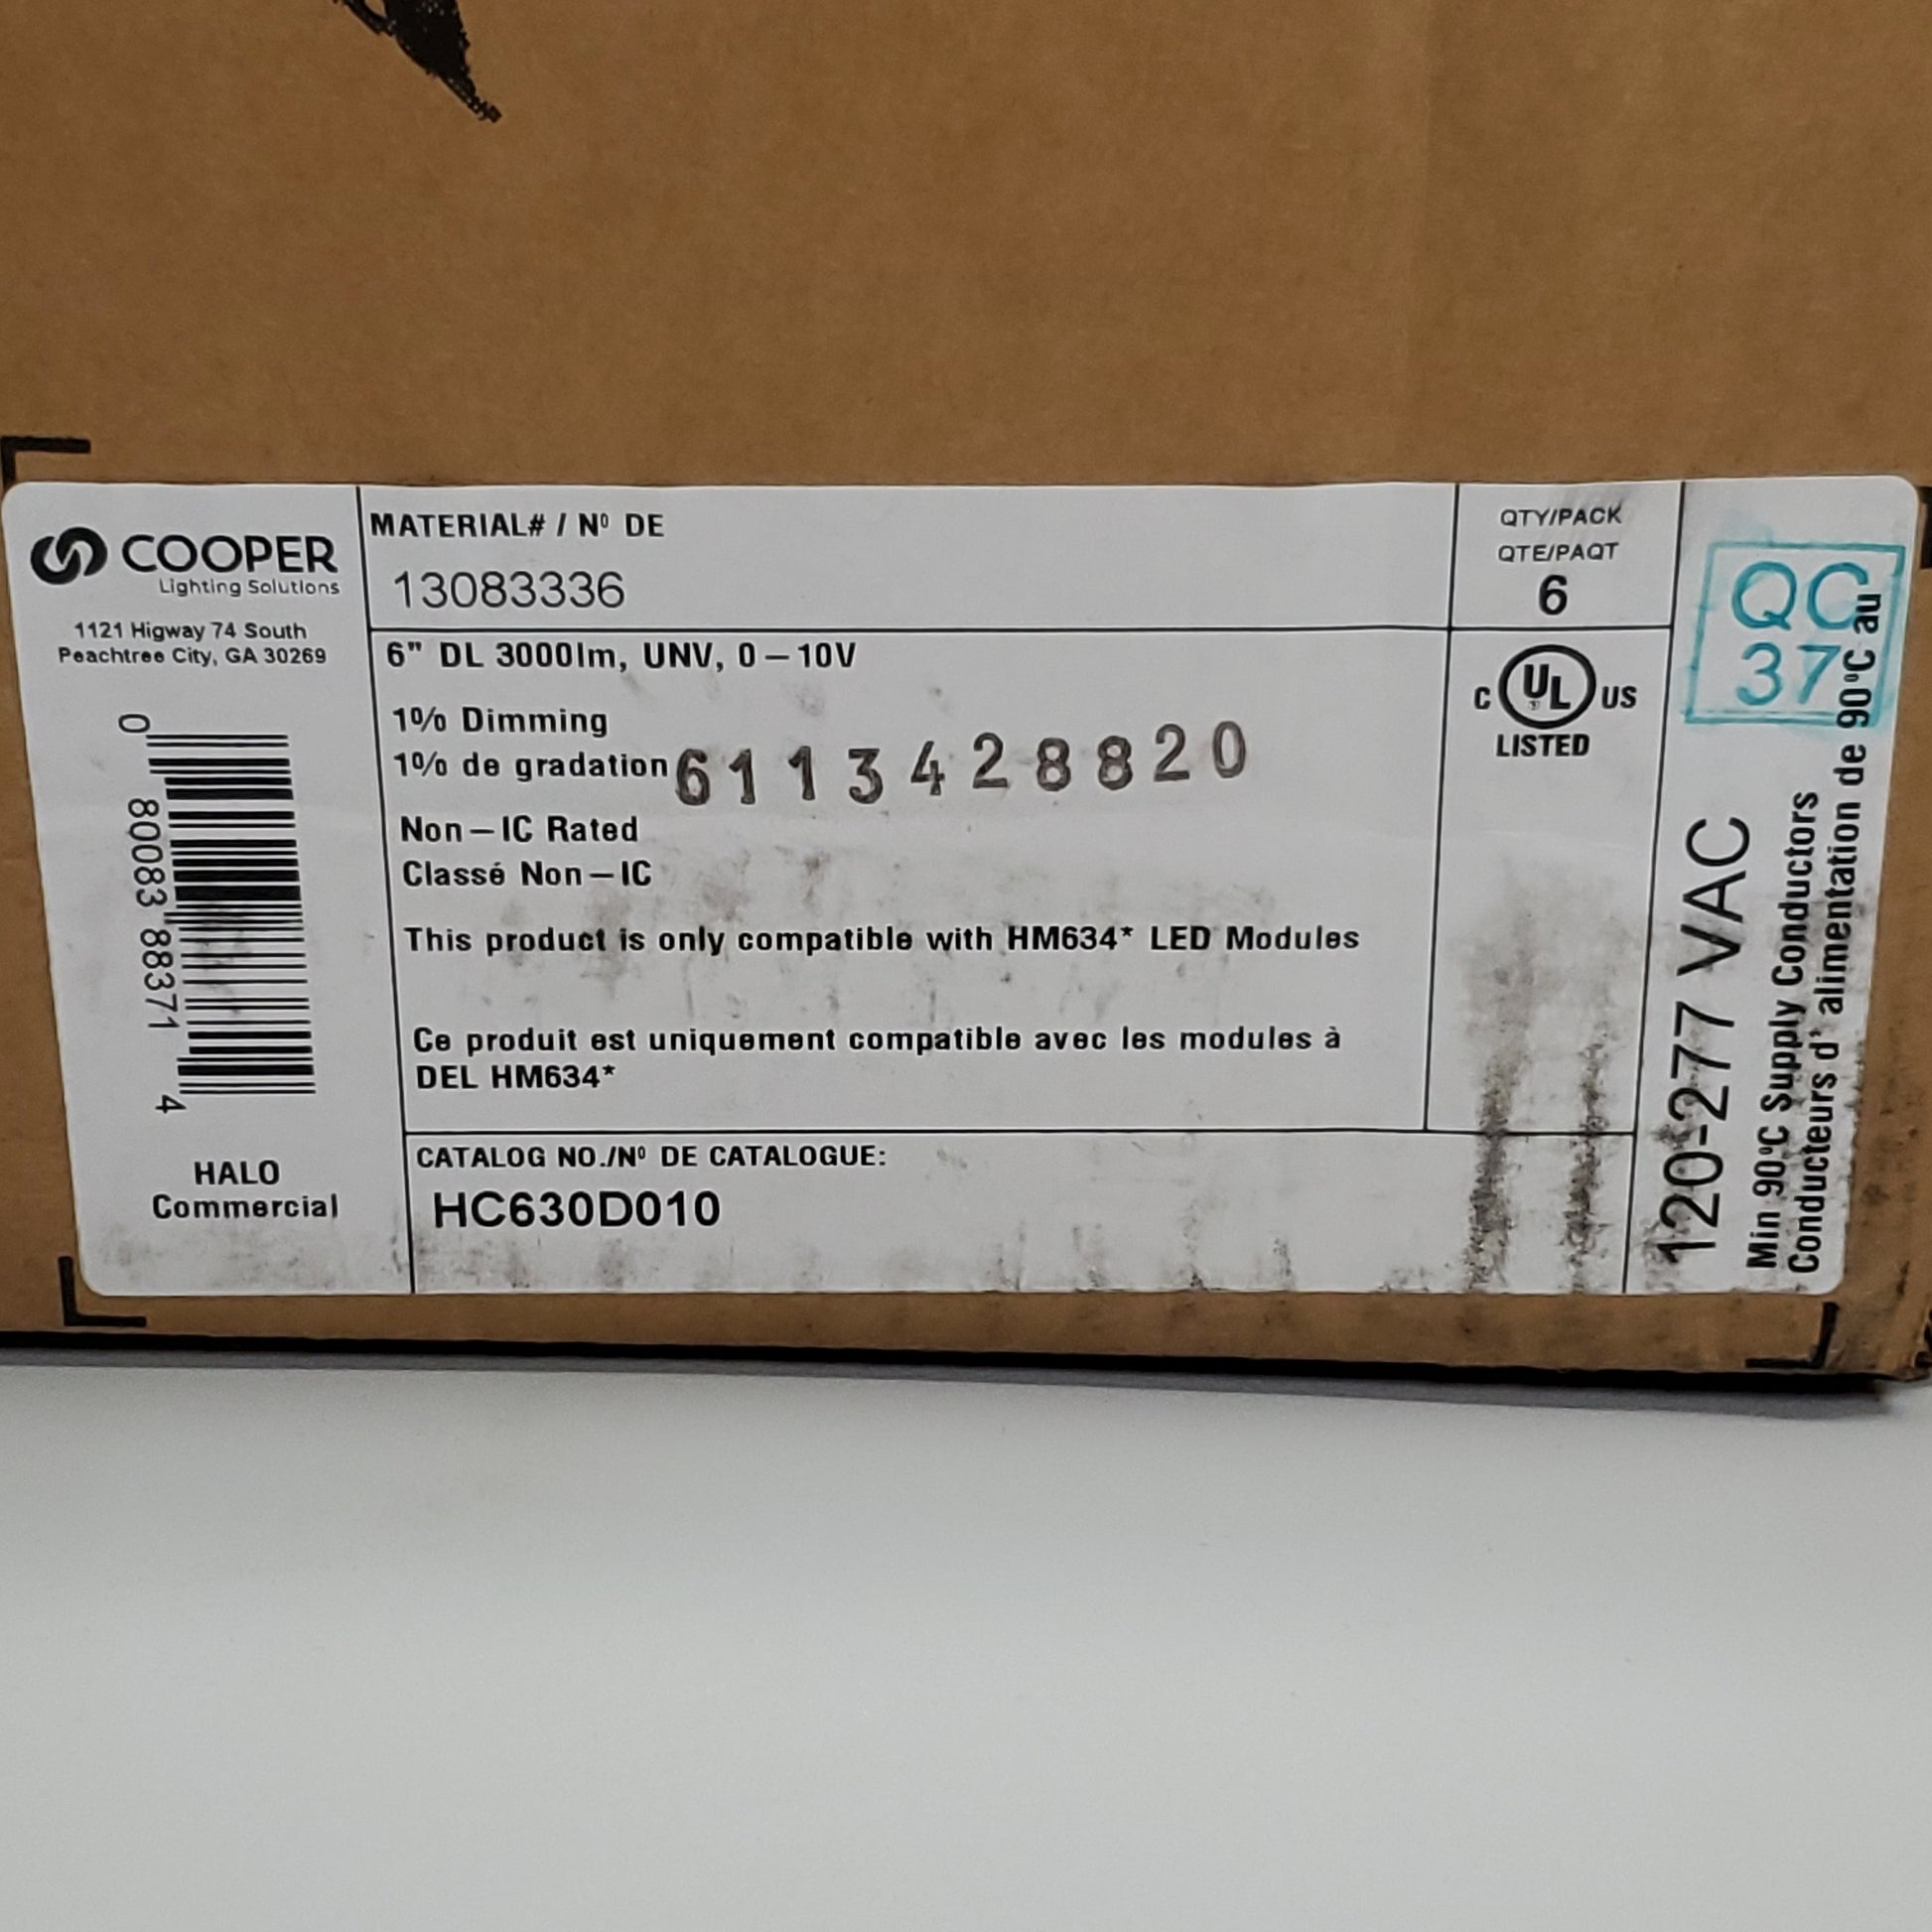 COOPER
Lighting Solutions
1121 Higway 74 South
Peachtree City, GA 30269
0 80083 88371 4
HALO
Commercial
MATERIAL# / Nº DE
13083336
6" DL 3000lm, UNV, 0-10V
1% Dimming
1% de gradation
6113428820
Non-IC Rated
Classé Non-IC
This product is only compatible with HM634* LED Modules
Ce produit est uniquement compatible avec les modules à
DEL HM634*
CATALOG NO./Nº DE CATALOGUE:
HC630D010
QTY/PACK
QTE/PAQT
6
C UL US
LISTED
QC
37
120-277 VAC
Min 90ºC Supply Conductors
Conducteurs d' alimentation de 90ºC au